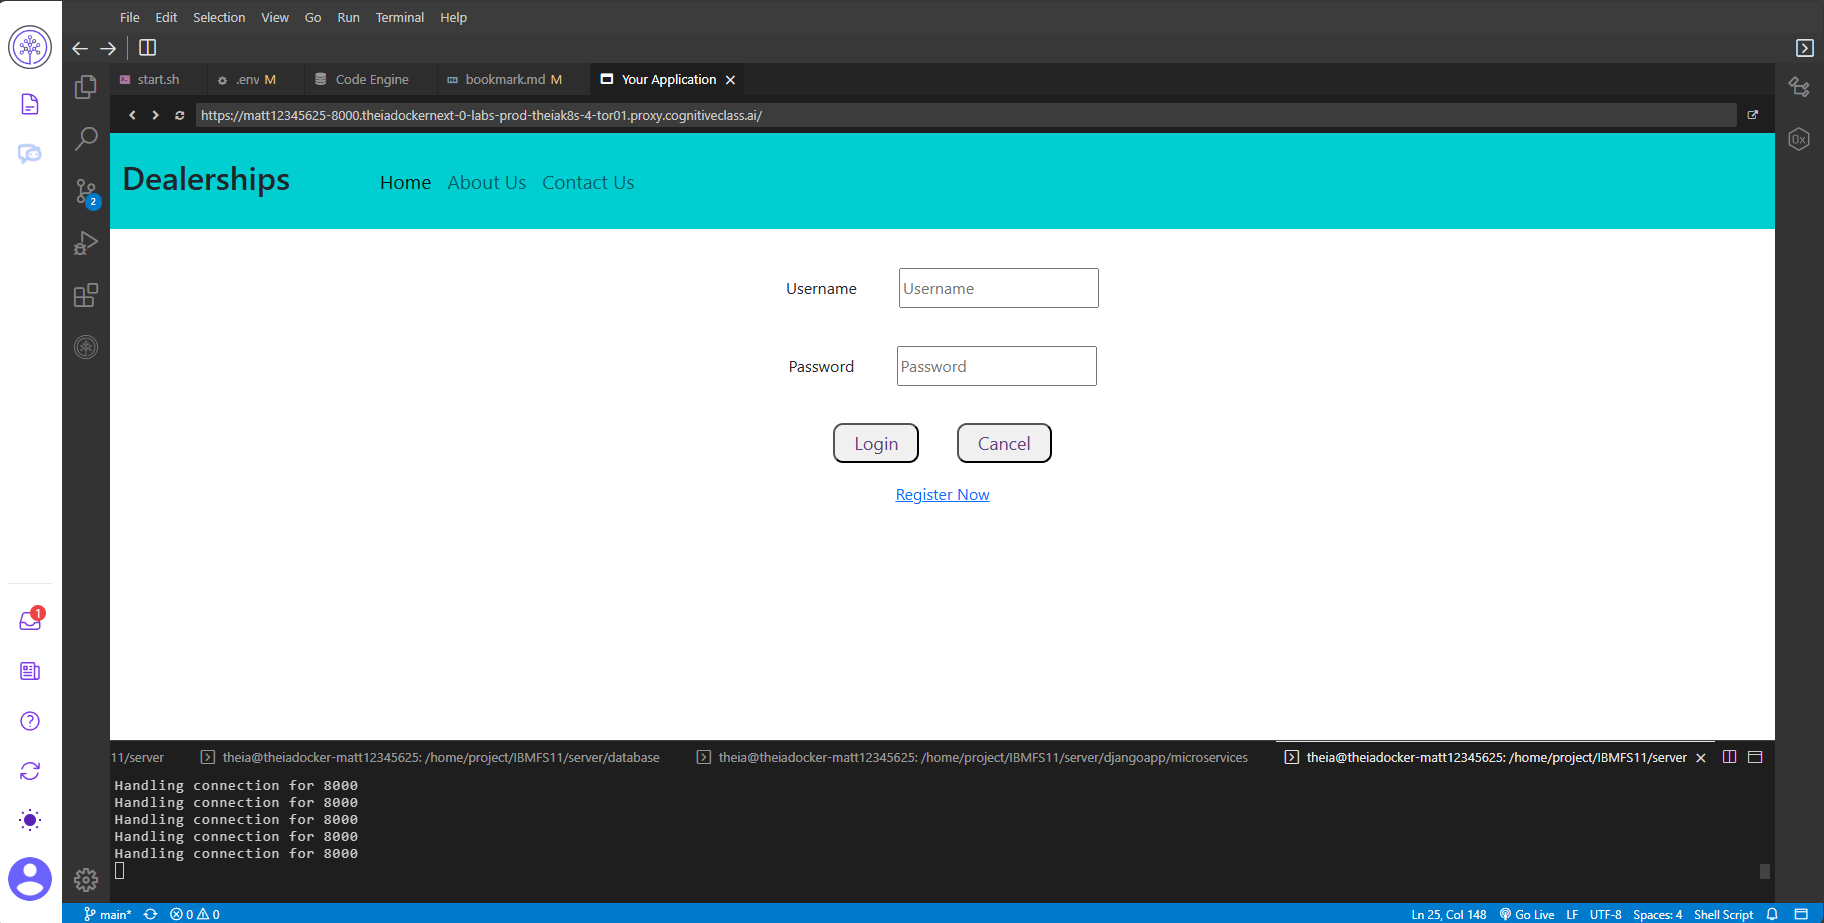 File Edit Selection View Go Run Terminal Help
start.sh .env M Code Engine bookmark.md M Your Application
https://matt12345625-8000.theiadockernext-0-labs-prod-theiak8s-4-tor01.proxy.cognitiveclass.ai/
0x
2
Dealerships Home About Us Contact Us
Username Username
Password Password
Login Cancel
Register Now
1
11/server theia@theiadocker-matt12345625: /home/project/IBMFS11/server/database theia@theiadocker-matt12345625: /home/project/IBMFS11/server/djangoapp/microservices theia@theiadocker-matt12345625: /home/project/IBMFS11/server
Handling connection for 8000
Handling connection for 8000
Handling connection for 8000
Handling connection for 8000
Handling connection for 8000
main* 0 0 Ln 25, Col 148 Go Live LF UTF-8 Spaces: 4 Shell Script